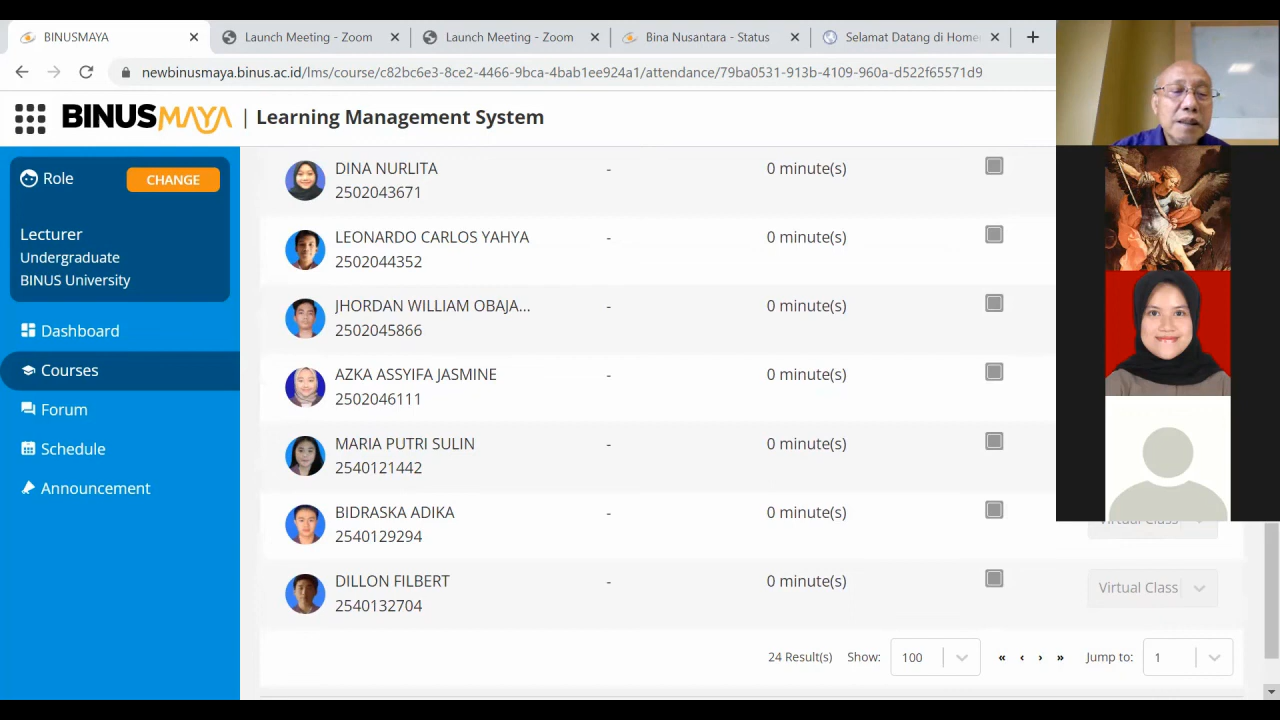 BINUSMAYA
Launch Meeting - Zoom
Launch Meeting - Zoom
Bina Nusantara - Status
Selamat Datang di Home
newbinusmaya.binus.ac.id/lms/course/c82bc6e3-8ce2-4466-9bca-4bab1ee924a1/attendance/79ba0531-913b-4109-960a-d522f65571d9
BINUSMAYA | Learning Management System
Role
CHANGE
Lecturer
Undergraduate
BINUS University
Dashboard
Courses
Forum
Schedule
Announcement
DINA NURLITA - 0 minute(s)
2502043671
LEONARDO CARLOS YAHYA - 0 minute(s)
2502044352
JHORDAN WILLIAM OBAJA... - 0 minute(s)
2502045866
AZKA ASSYIFA JASMINE - 0 minute(s)
2502046111
MARIA PUTRI SULIN - 0 minute(s)
2540121442
BIDRASKA ADIKA - 0 minute(s)
2540129294
Virtual Class
DILLON FILBERT - 0 minute(s)
2540132704
Virtual Class
24 Result(s) Show: 100 « ‹ › » Jump to: 1